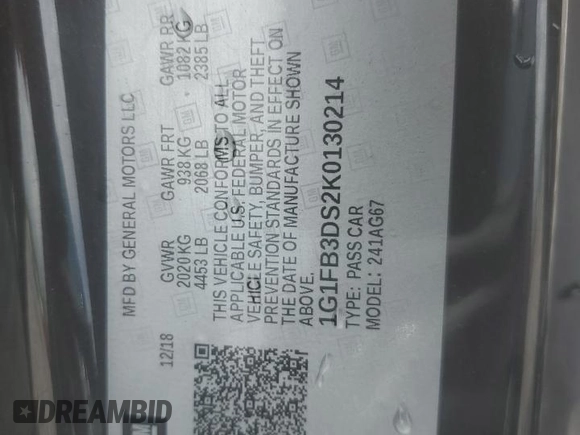 MFD BY GENERAL MOTORS LLC
12/18
GVWR GAWR FRT GAWR RR
2020KG 938 KG 1082 KG
4453 LB 2068 LB 2385 LB
THIS VEHICLE CONFORMS TO ALL
APPLICABLE U.S. FEDERAL MOTOR
VEHICLE SAFETY, BUMPER, AND THEFT
PREVENTION STANDARDS IN EFFECT ON
THE DATE OF MANUFACTURE SHOWN
ABOVE.
1G1FB3DS2K0130214
TYPE: PASS CAR
MODEL: 241AG67
GM
DREAMBID